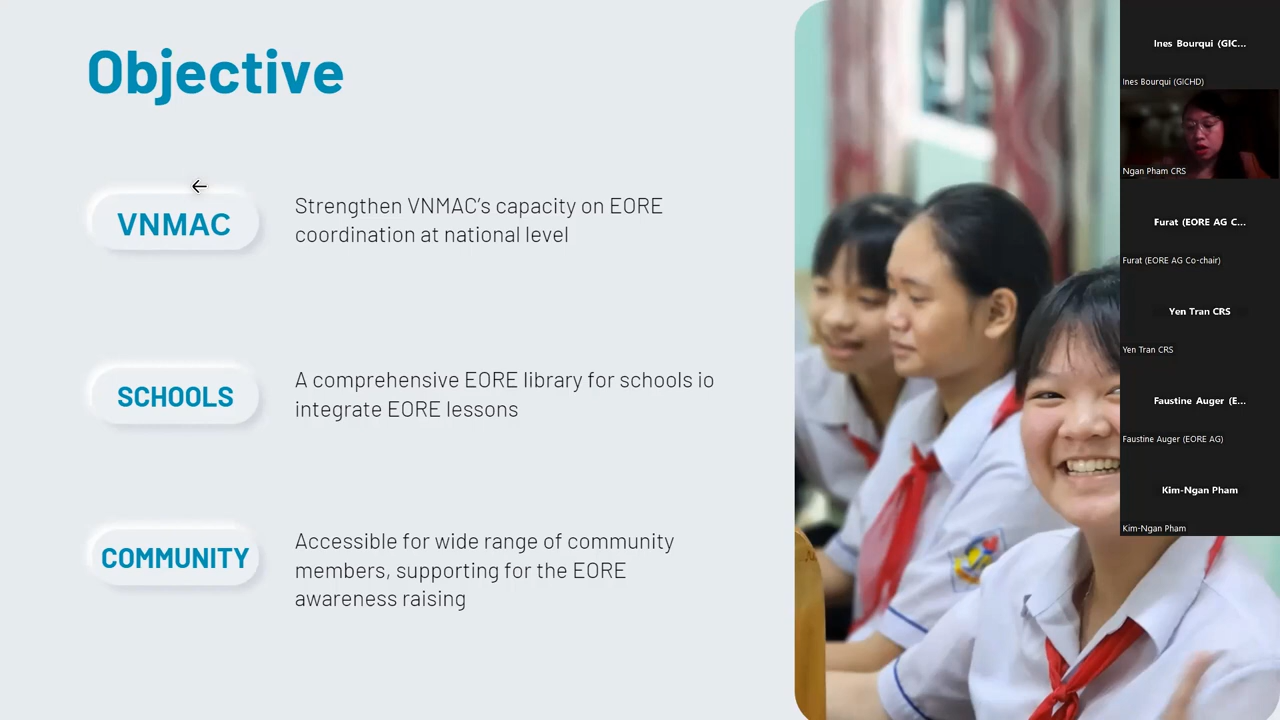 Objective
VNMAC
Strengthen VNMAC's capacity on EORE
coordination at national level
SCHOOLS
A comprehensive EORE library for schools io
integrate EORE lessons
COMMUNITY
Accessible for wide range of community
members, supporting for the EORE
awareness raising
Ines Bourqui (GIC...
Ines Bourqui (GICHD)
Ngan Pham CRS
Furat (EORE AG C...
Furat (EORE AG Co-chair)
Yen Tran CRS
Yen Tran CRS
Faustine Auger (E...
Faustine Auger (EORE AG)
Kim-Ngan Pham
Kim-Ngan Pham